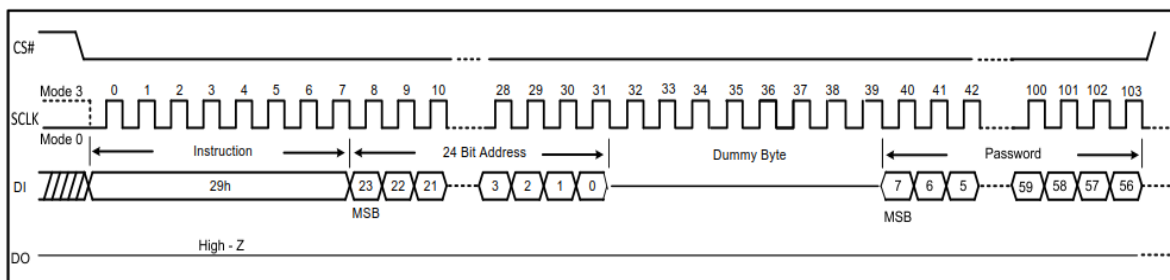 CS#
Mode 3 0 1 2 3 4 5 6 7 8 9 10 28 29 30 31 32 33 34 35 36 37 38 39 40 41 42 100 101 102 103
SCLK
Mode 0
Instruction 24 Bit Address Dummy Byte Password
DI 29h 23 22 21 3 2 1 0 7 6 5 59 58 57 56
MSB MSB
High - Z
DO